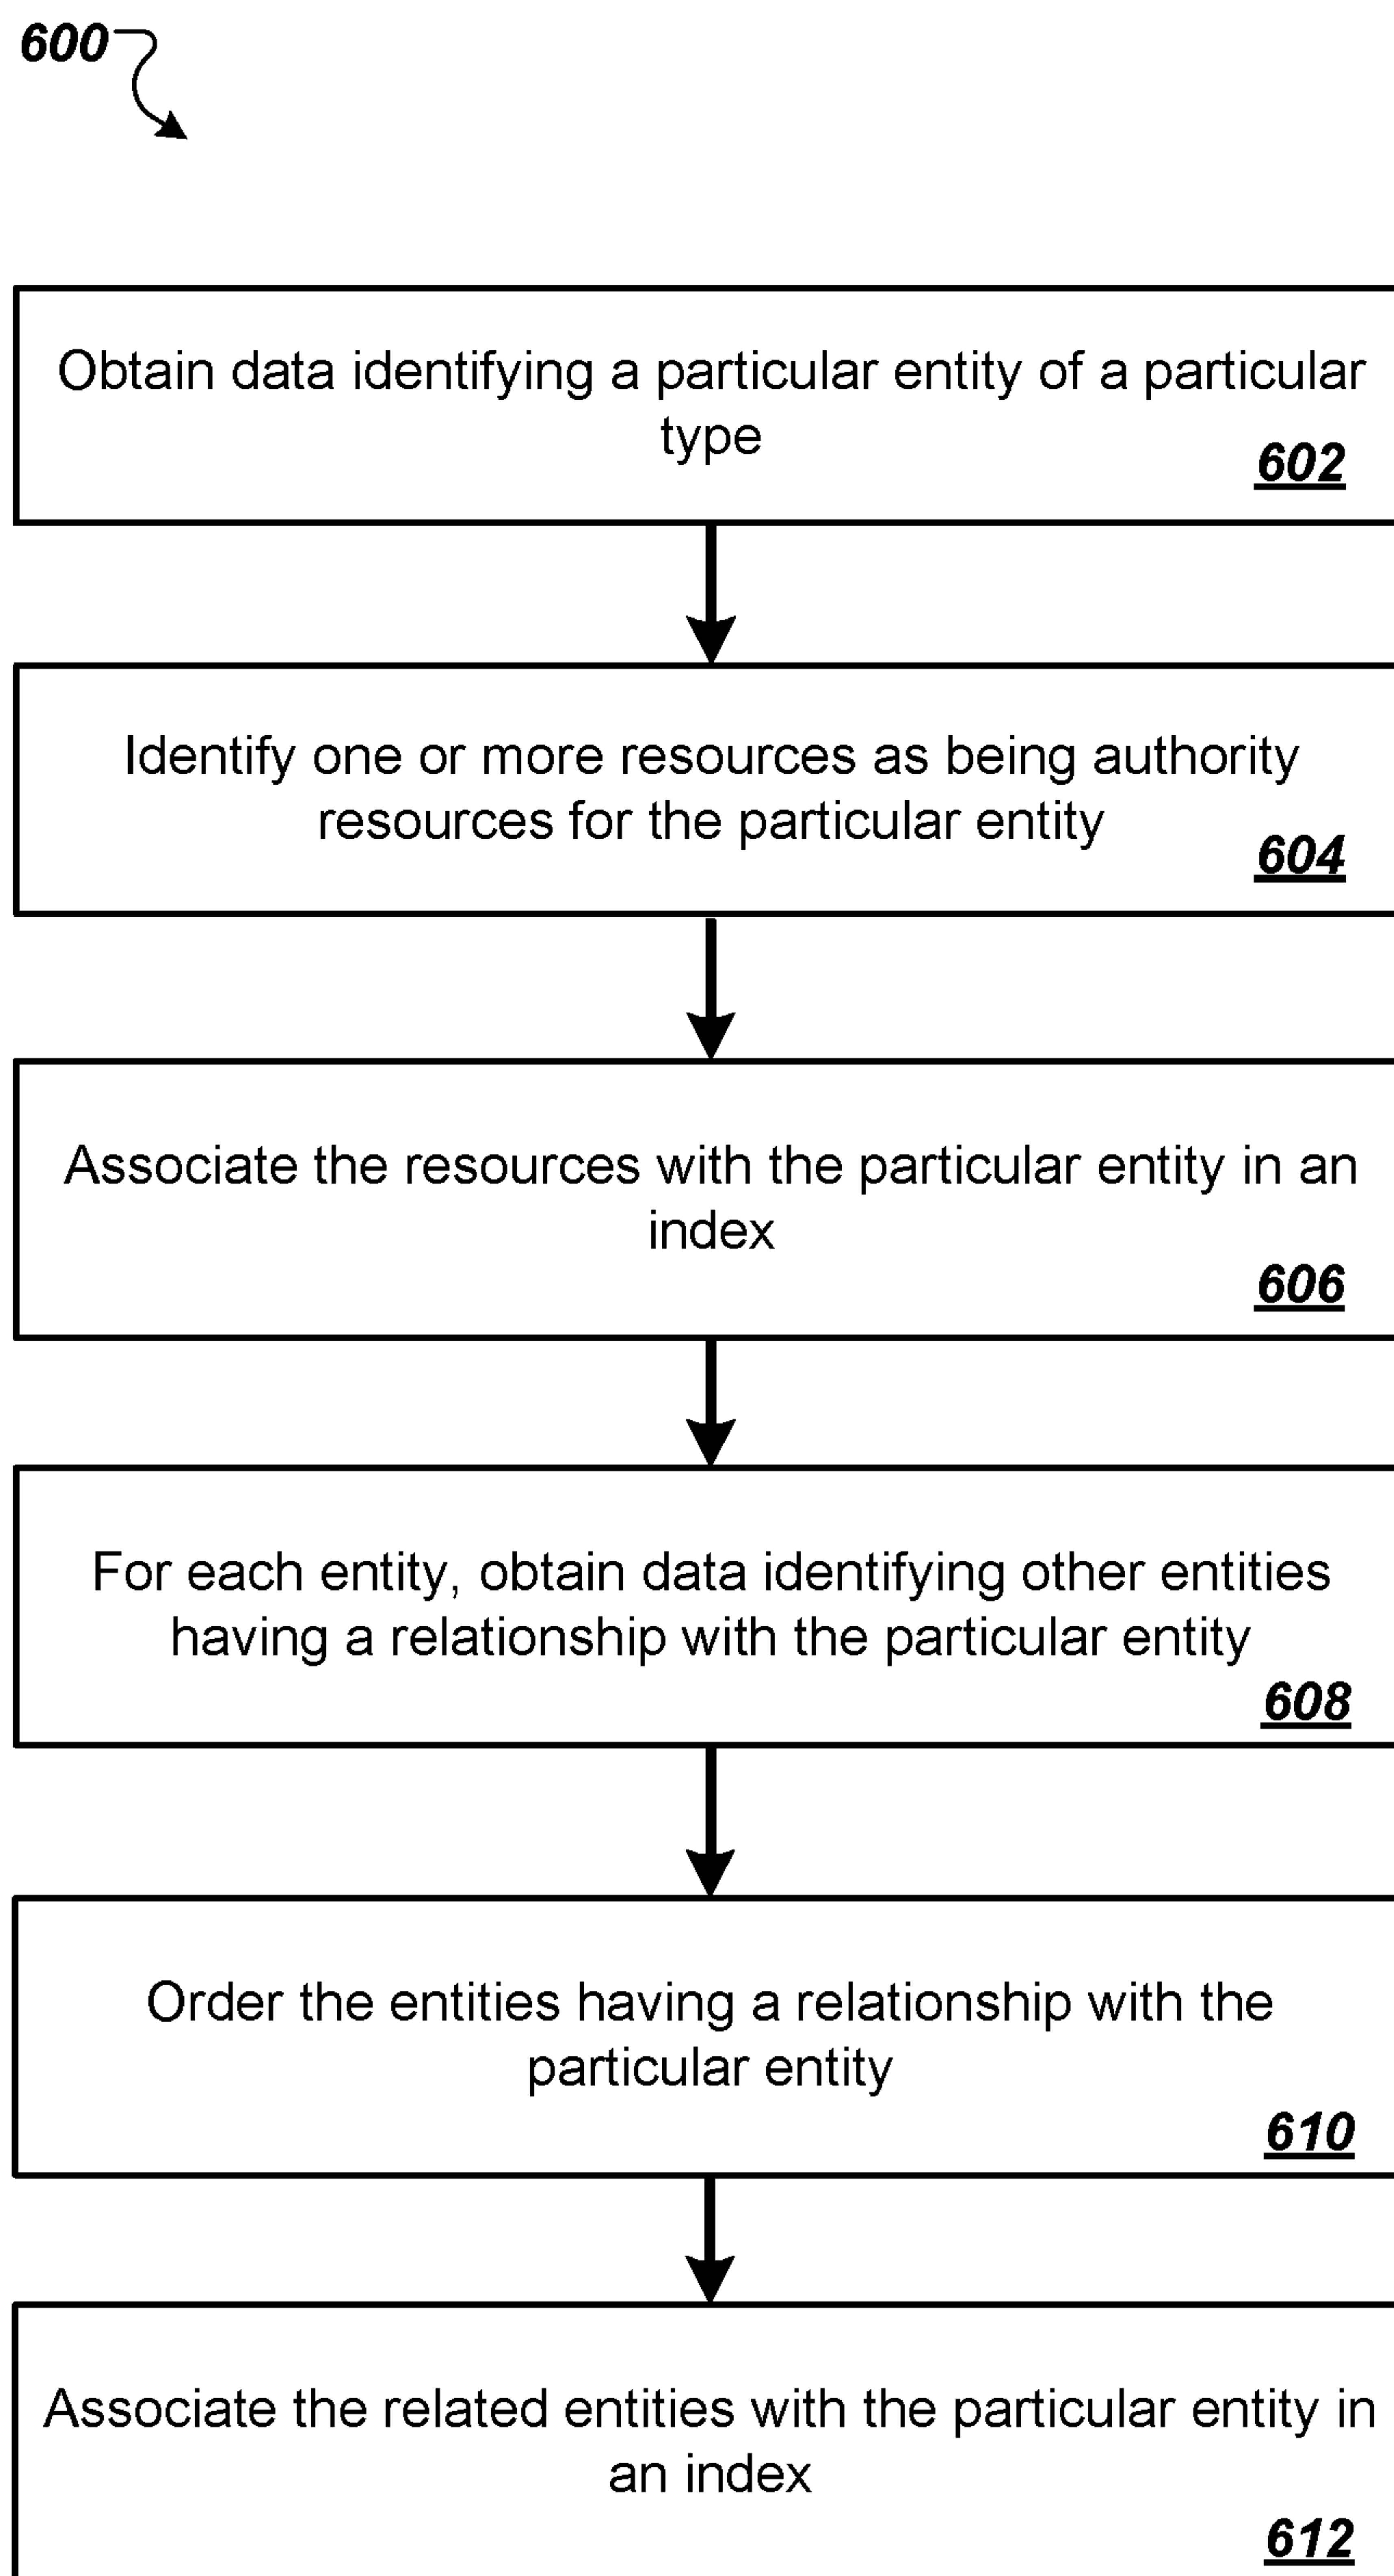 600
Obtain data identifying a particular entity of a particular
type
602
Identify one or more resources as being authority
resources for the particular entity
604
Associate the resources with the particular entity in an
index
606
For each entity, obtain data identifying other entities
having a relationship with the particular entity
608
Order the entities having a relationship with the
particular entity
610
Associate the related entities with the particular entity in
an index
612